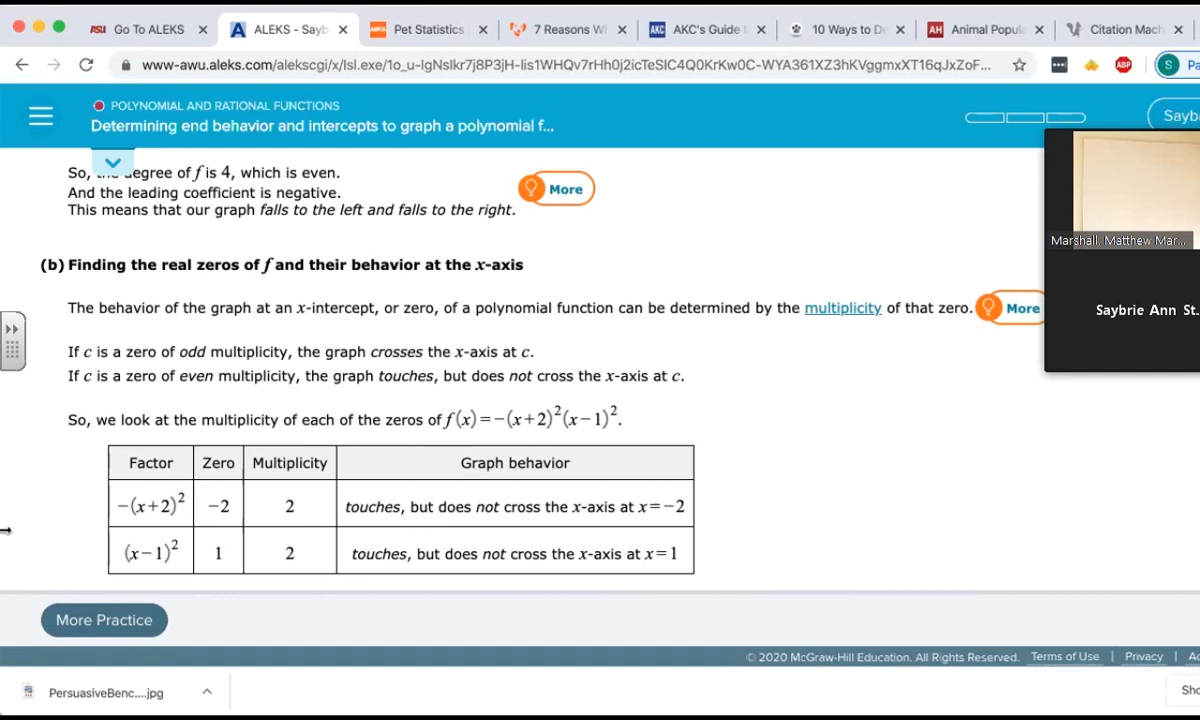 ASU Go To ALEKS
ALEKS - Sayb
Pet Statistics
7 Reasons W
AKC AKC's Guide
10 Ways to D
AH Animal Popul
Citation Mach
www-awu.aleks.com/alekscgi/x/lsl.exe/
ABP
S Pa
POLYNOMIAL AND RATIONAL FUNCTIONS
Determining end behavior and intercepts to graph a polynomial f...
Sayb
So, degree of f is 4, which is even.
And the leading coefficient is negative.
More
This means that our graph falls to the left and falls to the right.
Marshall, Matthew Mar...
(b) Finding the real zeros of f and their behavior at the x-axis
The behavior of the graph at an x-intercept, or zero, of a polynomial function can be determined by the multiplicity of that zero.
More
Saybrie Ann St.
If c is a zero of odd multiplicity, the graph crosses the x-axis at c.
If c is a zero of even multiplicity, the graph touches, but does not cross the x-axis at c.
So, we look at the multiplicity of each of the zeros of f(x)=−(x+2)²(x−1)².
Factor Zero Multiplicity Graph behavior
−(x+2)² −2 2 touches, but does not cross the x-axis at x=−2
(x−1)² 1 2 touches, but does not cross the x-axis at x=1
More Practice
© 2020 McGraw-Hill Education. All Rights Reserved. Terms of Use | Privacy | Ac
PersuasiveBenc....jpg
Sho